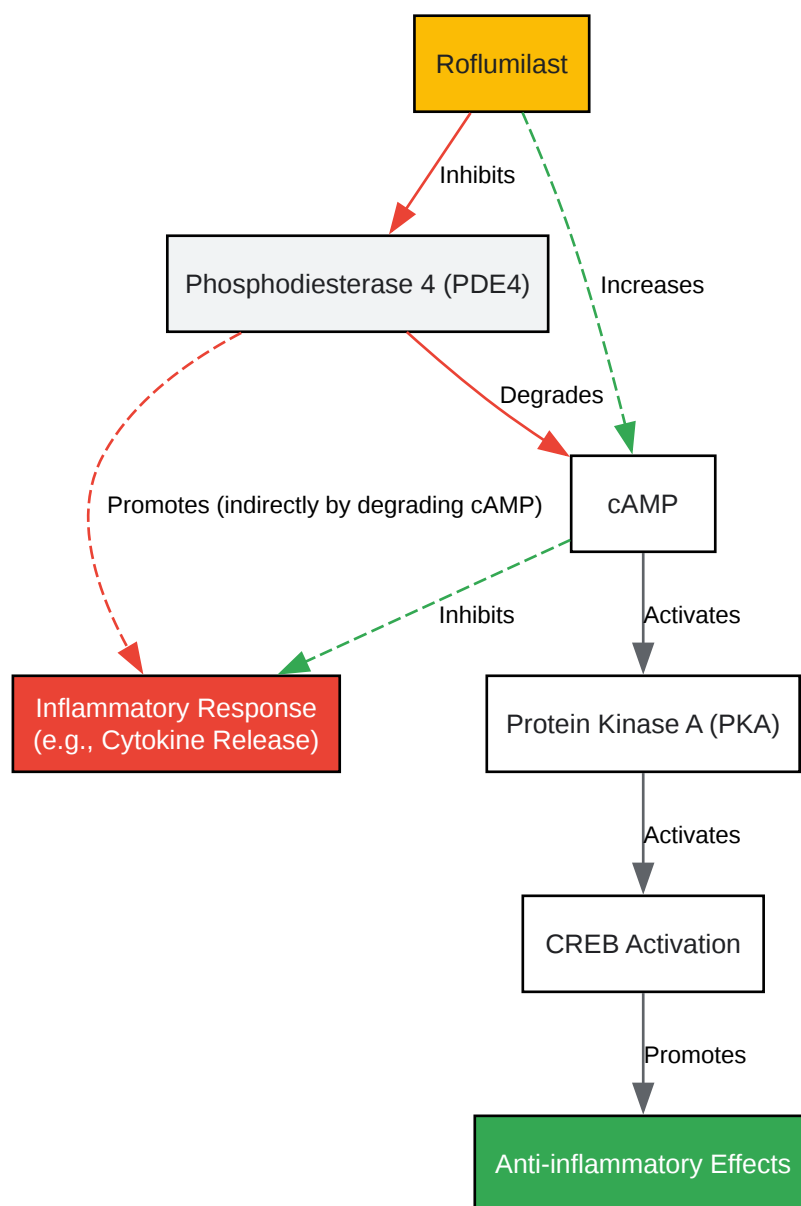 Roflumilast
Inhibits
Phosphodiesterase 4 (PDE4)
Increases
Degrades
Promotes (indirectly by degrading cAMP)
cAMP
Inhibits
Activates
Inflammatory Response
(e.g., Cytokine Release)
Protein Kinase A (PKA)
Activates
CREB Activation
Promotes
Anti-inflammatory Effects